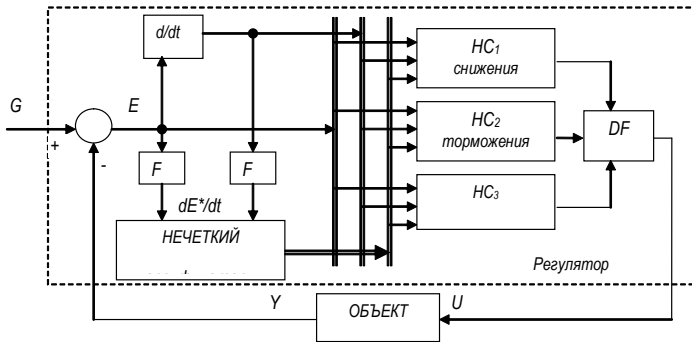 d/dt
НС1
снижения
G
E
+
-
НС2
торможения
DF
F
F
dE*/dt
НС3
НЕЧЕТКИЙ
Регулятор
Y
ОБЪЕКТ
U